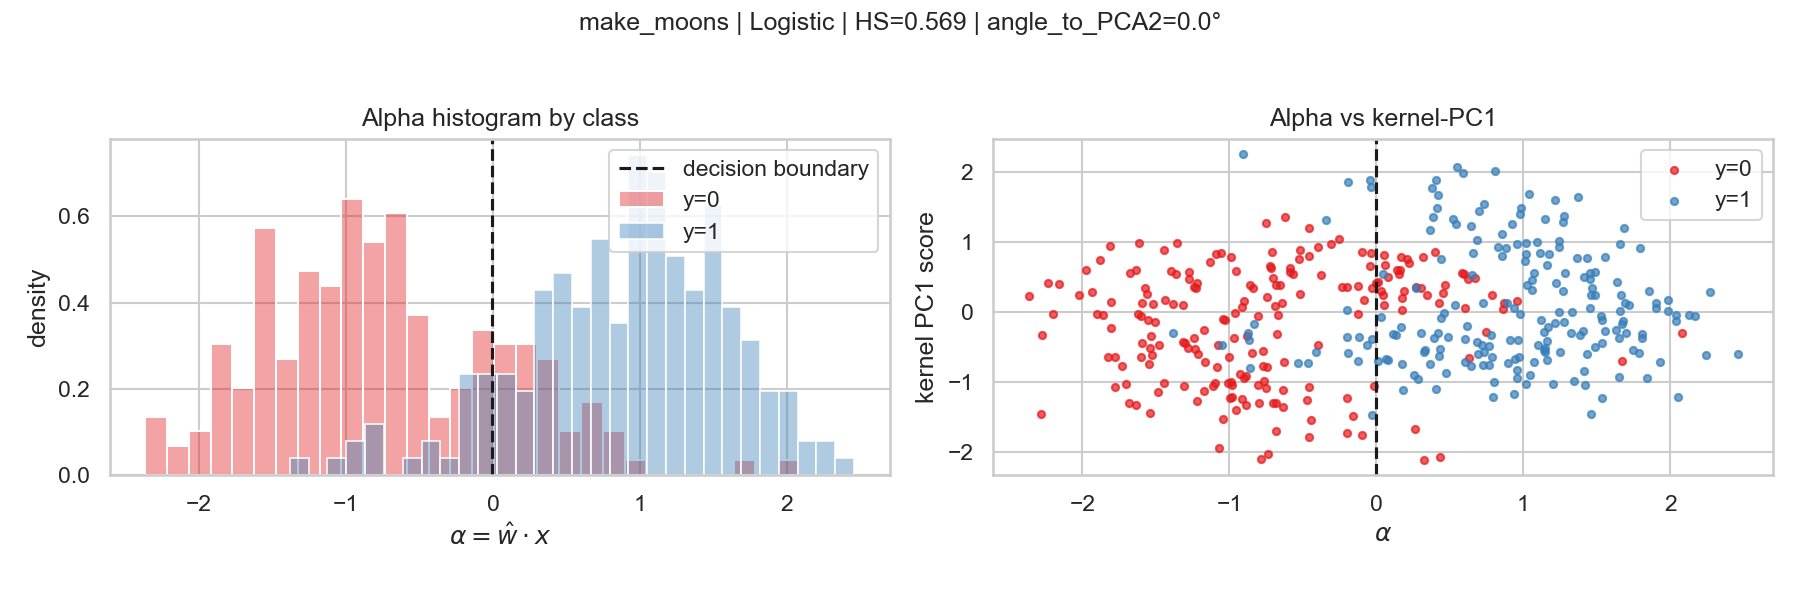 make_moons | Logistic | HS=0.569 | angle_to_PCA2=0.0°
Alpha histogram by class
density
0.0
0.2
0.4
0.6
−2
−1
0
1
2
α = ŵ · x
decision boundary
y=0
y=1
Alpha vs kernel-PC1
kernel PC1 score
2
1
0
−1
−2
−2
−1
0
1
2
α
y=0
y=1